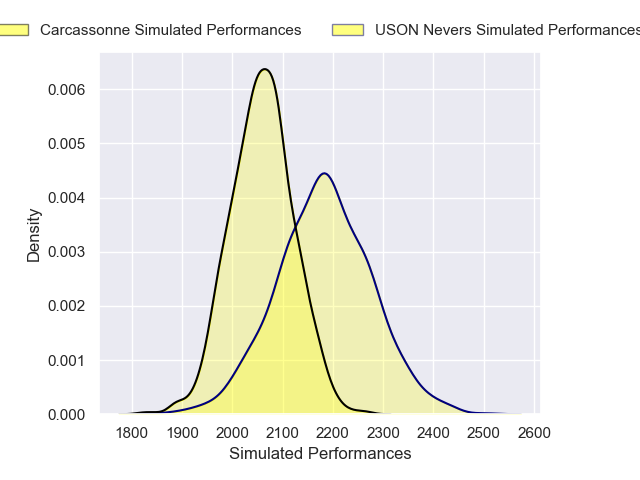 Carcassonne Simulated Performances USON Nevers Simulated Performances
0.006
0.005
0.004
0.003
0.002
0.001
0.000
Density
1800 1900 2000 2100 2200 2300 2400 2500 2600
Simulated Performances